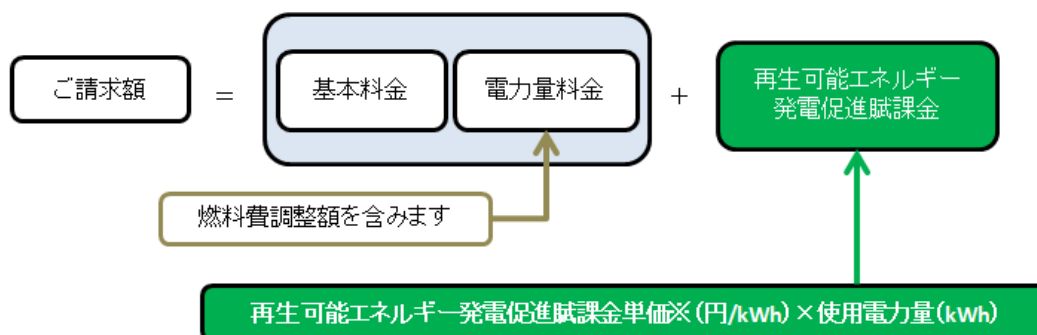 ご請求額
=
基本料金
電力量料金
+
再生可能エネルギー
発電促進賦課金
燃料費調整額を含みます
再生可能エネルギー発電促進賦課金単価※(円/kWh)×使用電力量(kWh)